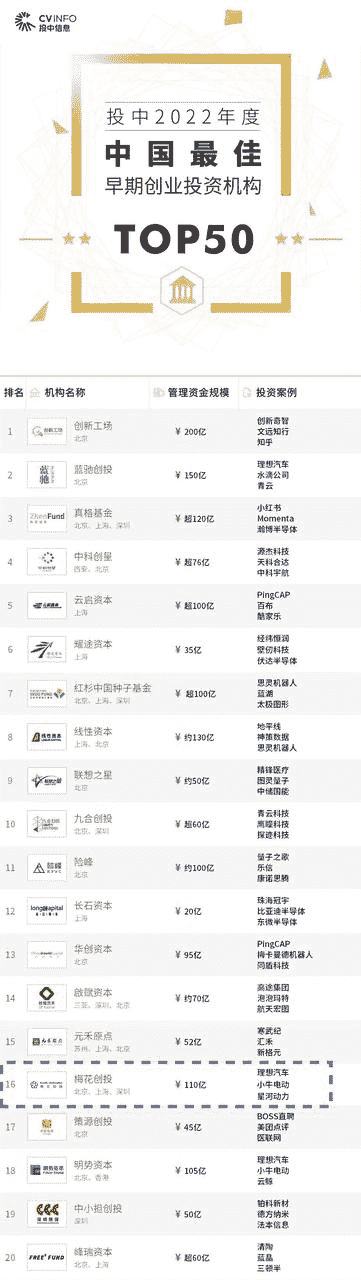 CVINFO
投中信息
投中2022年度
中国最佳
早期创业投资机构
TOP50
排名 机构名称 管理资金规模 投资案例
1 创新工场 北京 ¥ 200亿 创新奇智 文远知行 知乎
2 蓝驰创投 北京 ¥ 150亿 理想汽车 水滴公司 青云
3 ZhenFund 真格基金 北京、上海、深圳 ¥ 超120亿 小红书 Momenta 瀚博半导体
4 中科创星 西安、北京 ¥ 超76亿 源杰科技 天科合达 中科宇航
5 云启资本 上海 ¥ 超100亿 PingCAP 百布 酷家乐
6 耀途资本 上海 ¥ 35亿 经纬恒润 壁仞科技 伏达半导体
7 红杉中国种子基金 北京、上海、深圳 ¥ 超100亿 思灵机器人 蓝湖 太极图形
8 线性资本 上海、北京 ¥ 约130亿 地平线 神策数据 思灵机器人
9 联想之星 北京 ¥ 约50亿 精锋医疗 图灵量子 中储国能
10 九合创投 北京、深圳 ¥ 超60亿 青云科技 鹰瞳科技 探迹科技
11 险峰 北京 ¥ 约100亿 量子之歌 乐信 康诺思腾
12 长石资本 上海 ¥ 20亿 珠海冠宇 比亚迪半导体 东微半导体
13 华创资本 北京 ¥ 95亿 PingCAP 梅卡曼德机器人 同盾科技
14 啟赋资本 三亚、深圳、北京 ¥ 约70亿 高途集团 泡泡玛特 航天宏图
15 元禾原点 苏州、上海、北京 ¥ 52亿 寒武纪 汇禾 新格元
16 梅花创投 北京、上海、深圳 ¥ 110亿 理想汽车 小牛电动 星河动力
17 策源创投 北京 ¥ 45亿 BOSS直聘 美团点评 医联网
18 明势资本 北京、香港 ¥ 105亿 理想汽车 小牛电动 云鲸
19 中小担创投 深圳 ¥ 50亿 铂科新材 德方纳米 法本信息
20 FREES FUND 峰瑞资本 北京、上海 ¥ 超60亿 清陶 蓝晶 三顿半